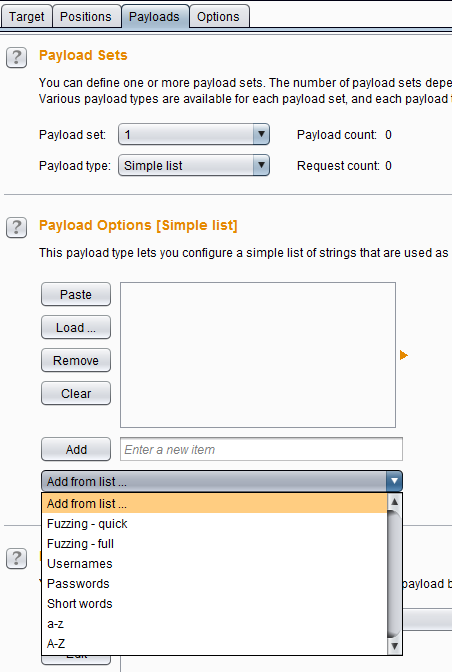 Target Positions Payloads Options
? Payload Sets
You can define one or more payload sets. The number of payload sets
Various payload types are available for each payload set, and each payload
Payload set: 1 Payload count: 0
Payload type: Simple list Request count: 0
? Payload Options [Simple list]
This payload type lets you configure a simple list of strings that are used as
Paste
Load ...
Remove
Clear
Add Enter a new item
Add from list ...
Add from list ...
Fuzzing - quick
Fuzzing - full
Usernames
?
Passwords
payload
Short words
a-z
A-Z